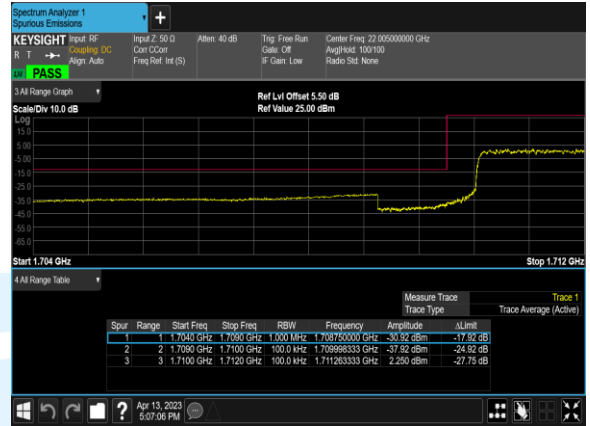 Spectrum Analyzer 1
Spurious Emissions
KEYSIGHT Input: RF Input Z: 50 Ω Atten: 40 dB Trig: Free Run Center Freq: 22.005000000 GHz
R T Coupling: DC Corr CCorr Gate: Off Avg|Hold: 100/100
Align: Auto Freq Ref: Int (S) IF Gain: Low Radio Std: None
PASS
3 All Range Graph
Ref Lvl Offset 5.50 dB
Scale/Div 10.0 dB Ref Value 25.00 dBm
Log
15.0
5.00
-5.00
-15.0
-25.0
-35.0
-45.0
-55.0
-65.0
Start 1.704 GHz Stop 1.712 GHz
4 All Range Table
Measure Trace Trace 1
Trace Type Trace Average (Active)
Spur Range Start Freq Stop Freq RBW Frequency Amplitude ΔLimit
1 1 1.7040 GHz 1.7090 GHz 1.000 MHz 1.708750000 GHz -30.92 dBm -17.92 dB
2 2 1.7090 GHz 1.7100 GHz 100.0 kHz 1.709998333 GHz -37.92 dBm -24.92 dB
3 3 1.7100 GHz 1.7120 GHz 100.0 kHz 1.711263333 GHz 2.250 dBm -27.75 dB
Apr 13, 2023
5:07:06 PM